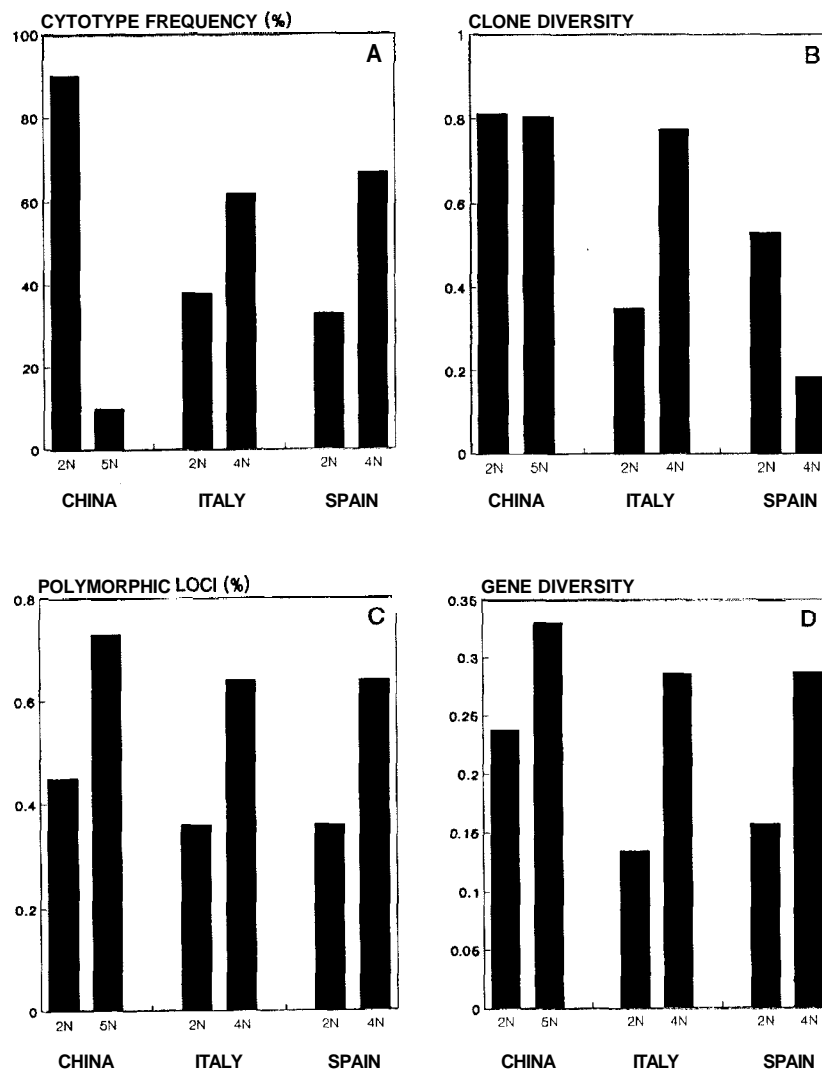 CYTOTYPE FREQUENCY (%)
A
100
80
60
40
20
0
2N 5N 2N 4N 2N 4N
CHINA ITALY SPAIN
CLONE DIVERSITY
B
1
0.8
0.6
0.4
0.2
0
2N 5N 2N 4N 2N 4N
CHINA ITALY SPAIN
POLYMORPHIC LOCI (%)
C
0.8
0.6
0.4
0.2
0
2N 5N 2N 4N 2N 4N
CHINA ITALY SPAIN
GENE DIVERSITY
D
0.35
0.3
0.25
0.2
0.15
0.1
0.05
0
2N 5N 2N 4N 2N 4N
CHINA ITALY SPAIN